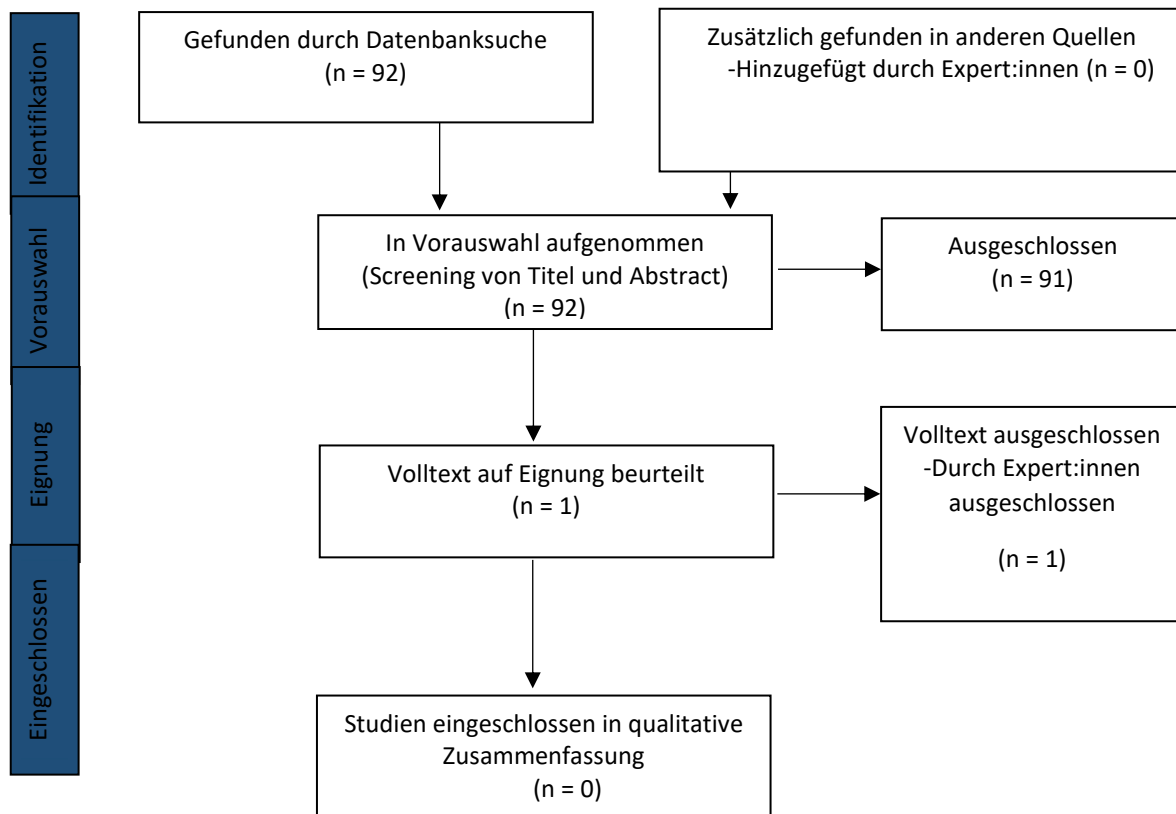 Identifikation
Gefunden durch Datenbanksuche
(n = 92)
Zusätzlich gefunden in anderen Quellen
-Hinzugefügt durch Expert:innen (n = 0)
Vorauswahl
In Vorauswahl aufgenommen
(Screening von Titel und Abstract)
(n = 92)
Ausgeschlossen
(n = 91)
Eignung
Volltext auf Eignung beurteilt
(n = 1)
Volltext ausgeschlossen
-Durch Expert:innen
ausgeschlossen
(n = 1)
Eingeschlossen
Studien eingeschlossen in qualitative
Zusammenfassung
(n = 0)